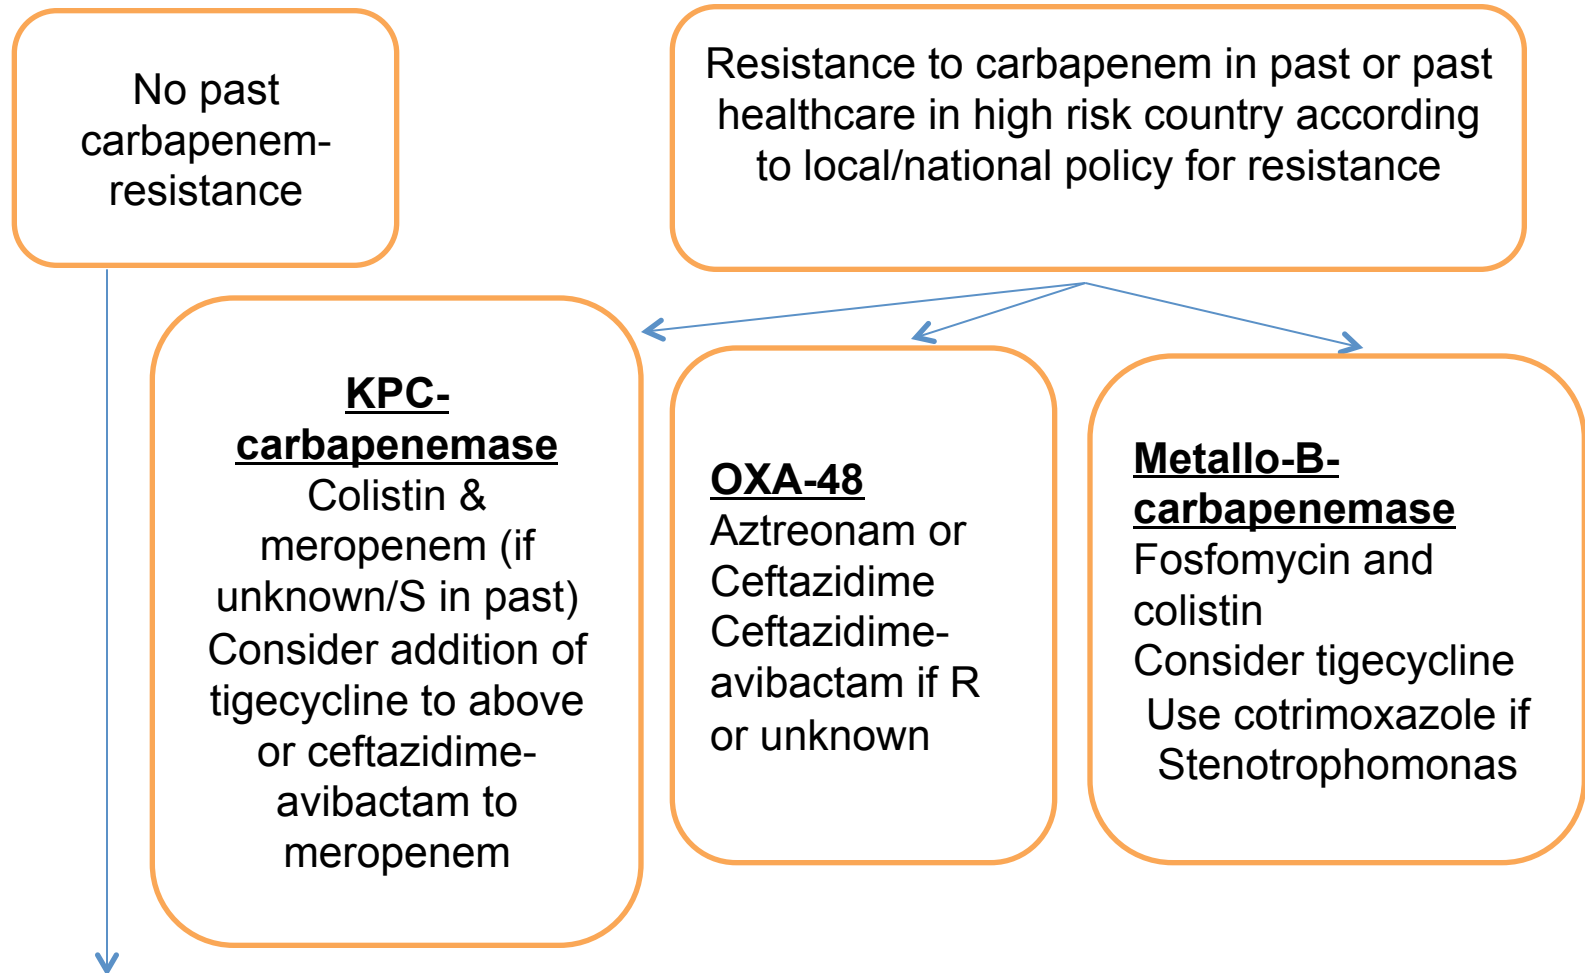 No past
carbapenem-
resistance
Resistance to carbapenem in past or past
healthcare in high risk country according
to local/national policy for resistance
KPC-
carbapenemase
Colistin &
meropenem (if
unknown/S in past)
Consider addition of
tigecycline to above
or ceftazidime-
avibactam to
meropenem
OXA-48
Aztreonam or
Ceftazidime
Ceftazidime-
avibactam if R
or unknown
Metallo-B-
carbapenemase
Fosfomycin and
colistin
Consider tigecycline
Use cotrimoxazole if
Stenotrophomonas